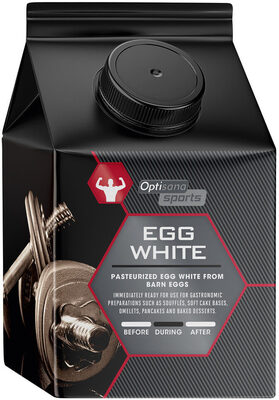 Optisana
sports
EGG
WHITE
PASTEURIZED EGG WHITE FROM
BARN EGGS
IMMEDIATELY READY FOR USE FOR GASTRONOMIC
PREPARATIONS SUCH AS SOUFFLÉS, SOFT CAKE BASES,
OMELETS, PANCAKES AND BAKED DESSERTS.
BEFORE DURING AFTER